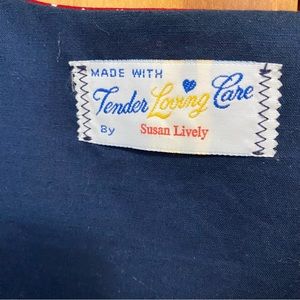 MADE WITH
Tender Loving Care
By Susan Lively